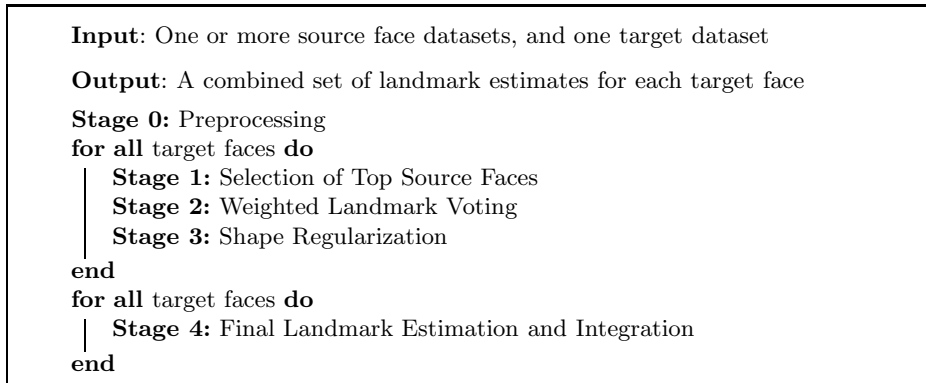 Input: One or more source face datasets, and one target dataset
Output: A combined set of landmark estimates for each target face
Stage 0: Preprocessing
for all target faces do
Stage 1: Selection of Top Source Faces
Stage 2: Weighted Landmark Voting
Stage 3: Shape Regularization
end
for all target faces do
Stage 4: Final Landmark Estimation and Integration
end